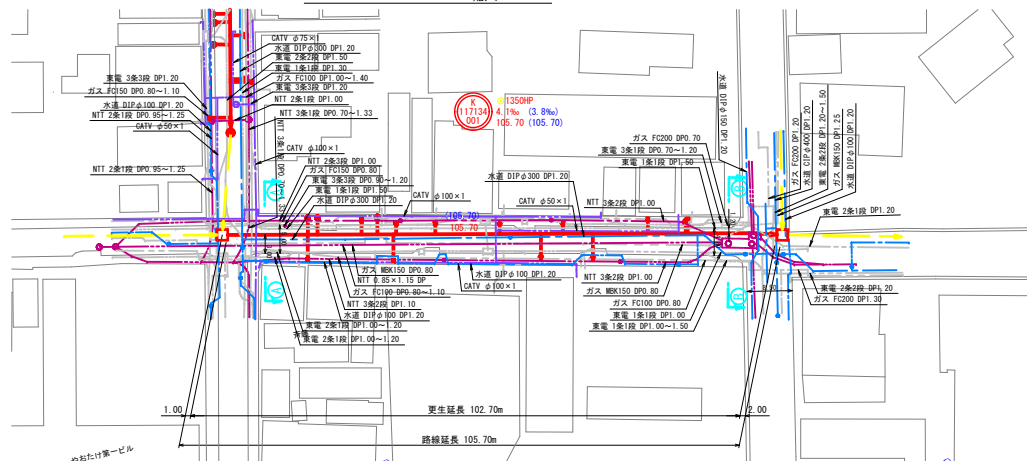 CATV φ75×1
水道 DIPφ300 DP1.20
東電 2条2段 DP1.50
東電 1条1段 DP1.30
ガス FC100 DP1.00～1.40
東電 3条3段 DP1.20
NTT 2条1段 DP1.00
NTT 3条1段 DP0.70～1.33
東電 3条3段 DP1.20
ガス FC150 DP0.80～1.10
水道 DIPφ100 DP1.20
NTT 2条1段 DP0.95～1.25
CATV φ50×1
NTT 2条1段 DP0.95～1.25
CATV φ100×1
NTT 2条3段 DP1.00
ガス FC150 DP0.80
東電 3条3段 DP0.90～1.20
東電 1条1段 DP1.50
水道 DIPφ300 DP1.20
K
117134
001
1350HP
4.1‰ (3.8‰)
105.70 (105.70)
CATV φ100×1
(105.70)
105.70
水道 DIPφ300 DP1.20
CATV φ50×1
NTT 3条2段 DP1.00
ガス FC200 DP0.70
東電 3条1段 DP0.70～1.20
東電 1条1段 DP1.50
水道 DIPφ150 DP1.20
ガス FC200 DP1.20
水道 CIPφ400 DP1.20
東電 2条2段 DP1.20～1.50
ガス MBK150 DP1.25
水道 DIPφ100 DP1.20
東電 2条1段 DP1.20
A
B
ガス MBK150 DP0.80
NTT 0.85×1.15 DP
ガス FC100 DP0.80～1.10
NTT 3条2段 DP1.10
水道 DIPφ100 DP1.20
東電 2条1段 DP1.00～1.20
東電 2条1段 DP1.00～1.20
水道 DIPφ100 DP1.20
CATV φ100×1
NTT 3条2段 DP1.00
ガス MBK150 DP0.80
ガス FC100 DP0.80
東電 1条1段 DP1.00
東電 1条1段 DP1.00～1.50
東電 2条2段 DP1.20
ガス FC200 DP1.30
A
B
1.00
更生延長 102.70m
2.00
路線延長 105.70m
やおたけ第一ビル